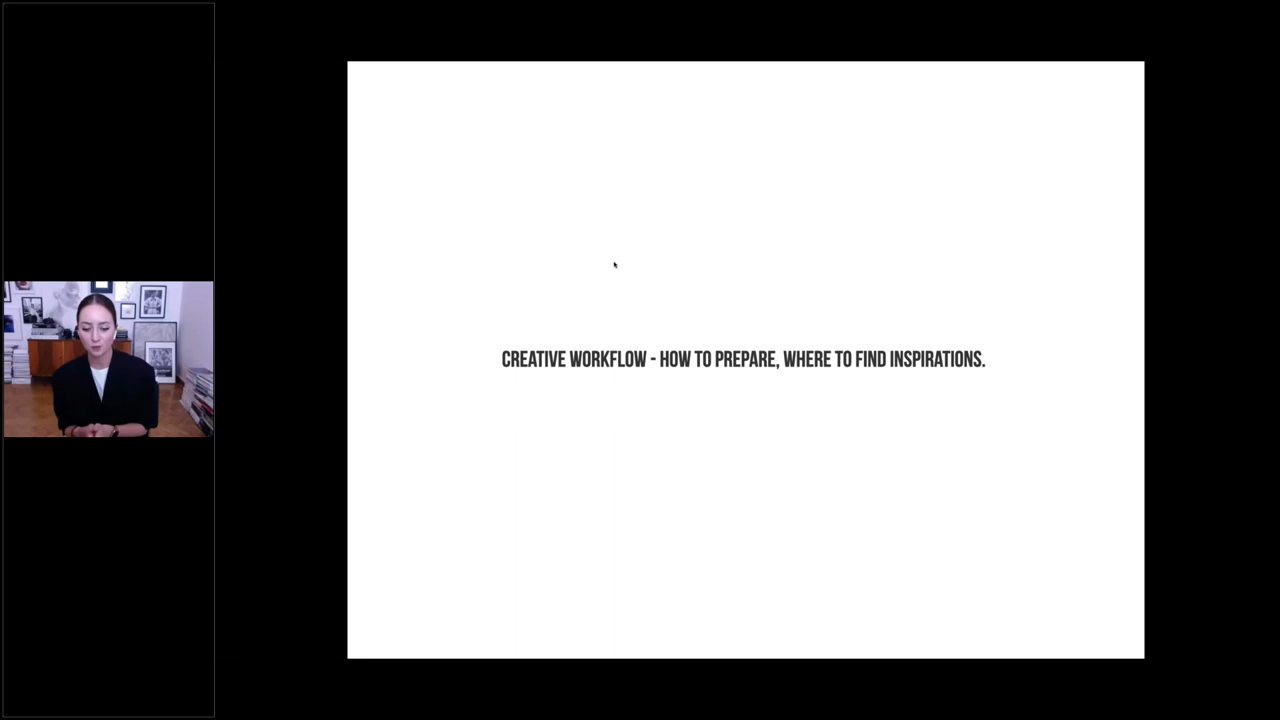 CREATIVE WORKFLOW - HOW TO PREPARE, WHERE TO FIND INSPIRATIONS.